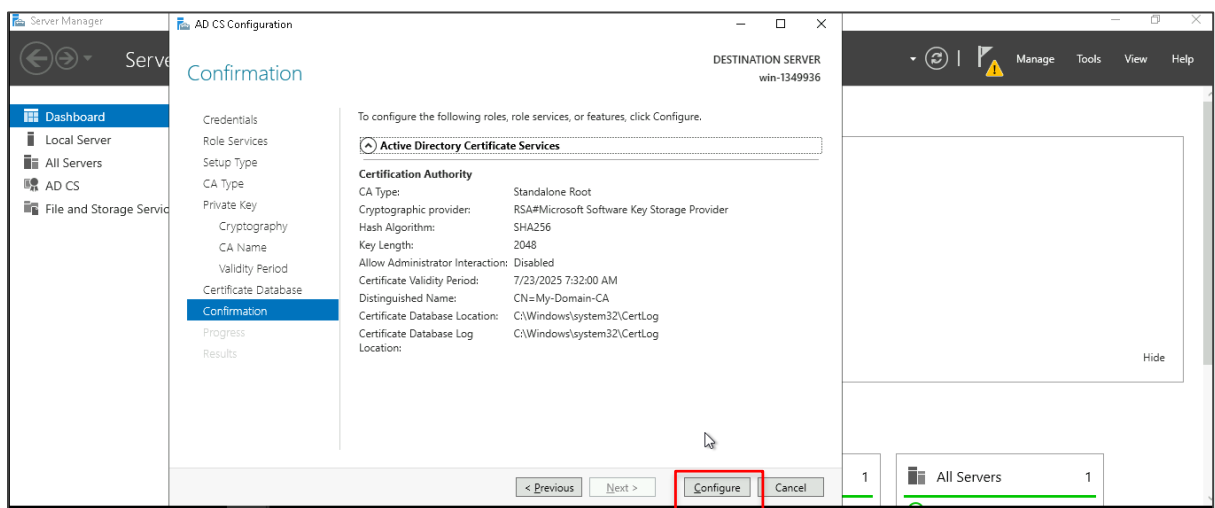 Server Manager
AD CS Configuration
Serve
Manage
Tools
View
Help
Confirmation
DESTINATION SERVER
win-1349936
Dashboard
Local Server
All Servers
AD CS
File and Storage Servic
Credentials
Role Services
Setup Type
CA Type
Private Key
Cryptography
CA Name
Validity Period
Certificate Database
Confirmation
Progress
Results
To configure the following roles, role services, or features, click Configure.
Active Directory Certificate Services
Certification Authority
CA Type: Standalone Root
Cryptographic provider: RSA#Microsoft Software Key Storage Provider
Hash Algorithm: SHA256
Key Length: 2048
Allow Administrator Interaction: Disabled
Certificate Validity Period: 7/23/2025 7:32:00 AM
Distinguished Name: CN=My-Domain-CA
Certificate Database Location: C:\Windows\system32\CertLog
Certificate Database Log C:\Windows\system32\CertLog
Location:
Hide
< Previous
Next >
Configure
Cancel
1
All Servers
1